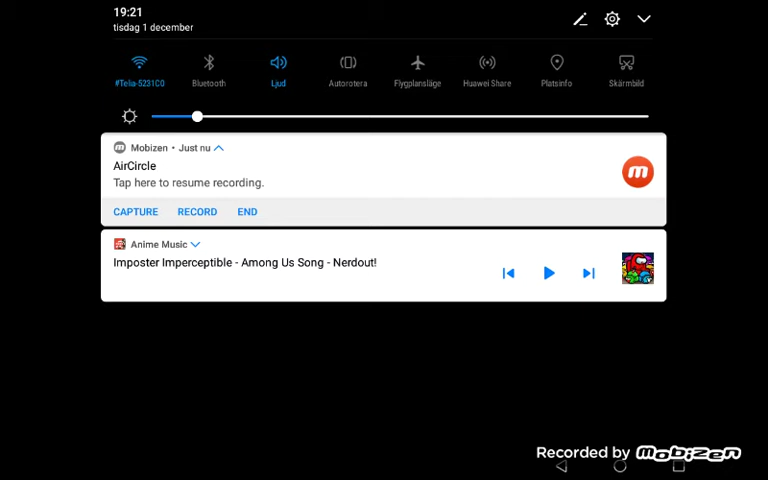 19:21
tisdag 1 december
#Telia-5231C0
Bluetooth
Ljud
Autorotera
Flygplansläge
Huawei Share
Platsinfo
Skärmbild
Mobizen • Just nu
AirCircle
Tap here to resume recording.
CAPTURE RECORD END
Anime Music
Imposter Imperceptible - Among Us Song - Nerdout!
Recorded by Mobizen